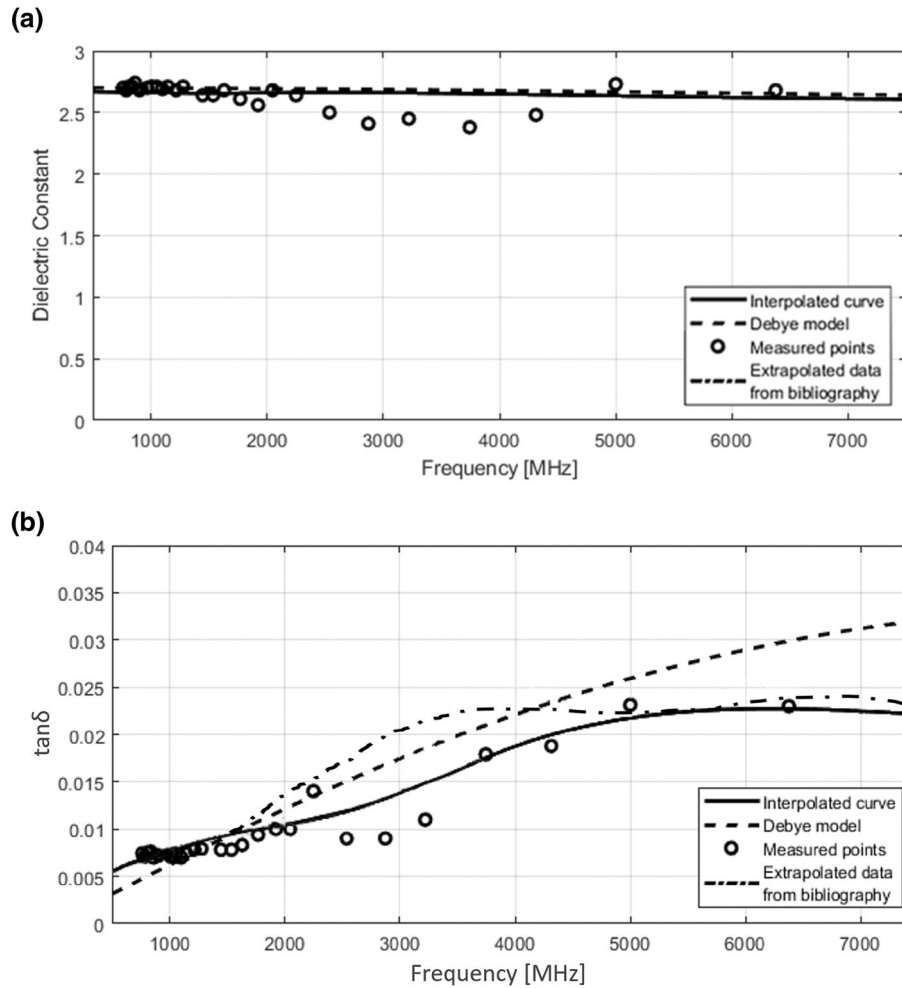 (a)
3
2.5
2
1.5
1
0.5
0
Dielectric Constant
1000 2000 3000 4000 5000 6000 7000
Frequency [MHz]
Interpolated curve
Debye model
Measured points
Extrapolated data
from bibliography
(b)
0.04
0.035
0.03
0.025
0.02
0.015
0.01
0.005
0
tanδ
1000 2000 3000 4000 5000 6000 7000
Frequency [MHz]
Interpolated curve
Debye model
Measured points
Extrapolated data
from bibliography